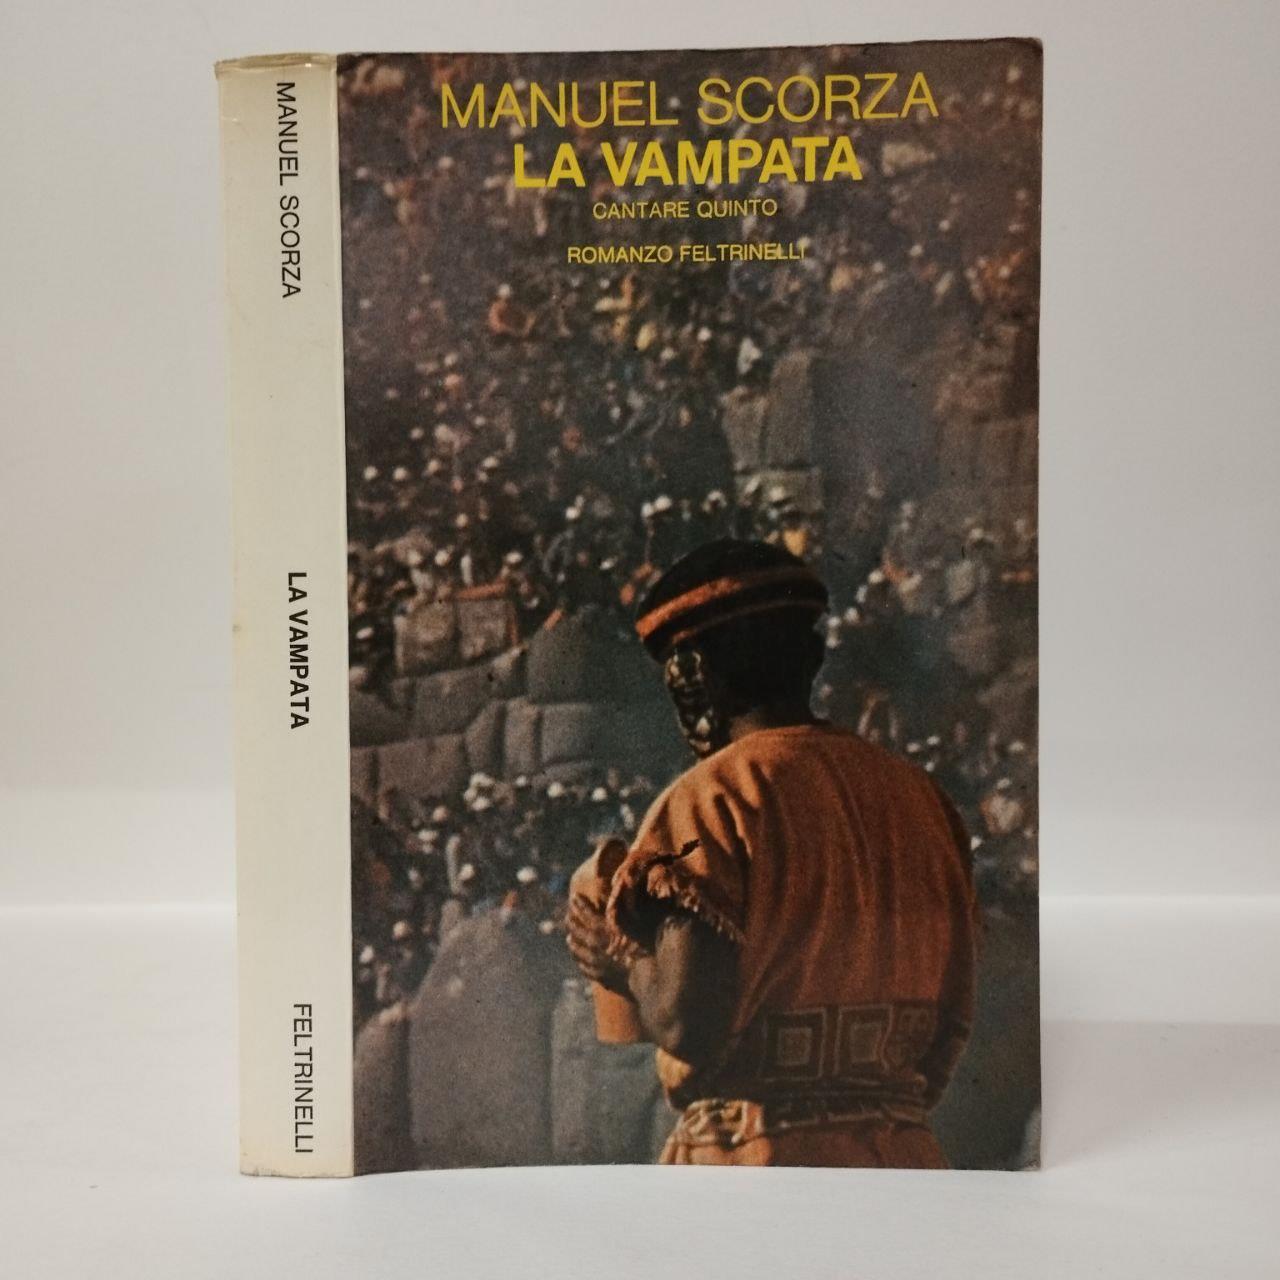 MANUEL SCORZA
LA VAMPATA
FELTRINELLI
MANUEL SCORZA
LA VAMPATA
CANTARE QUINTO
ROMANZO FELTRINELLI